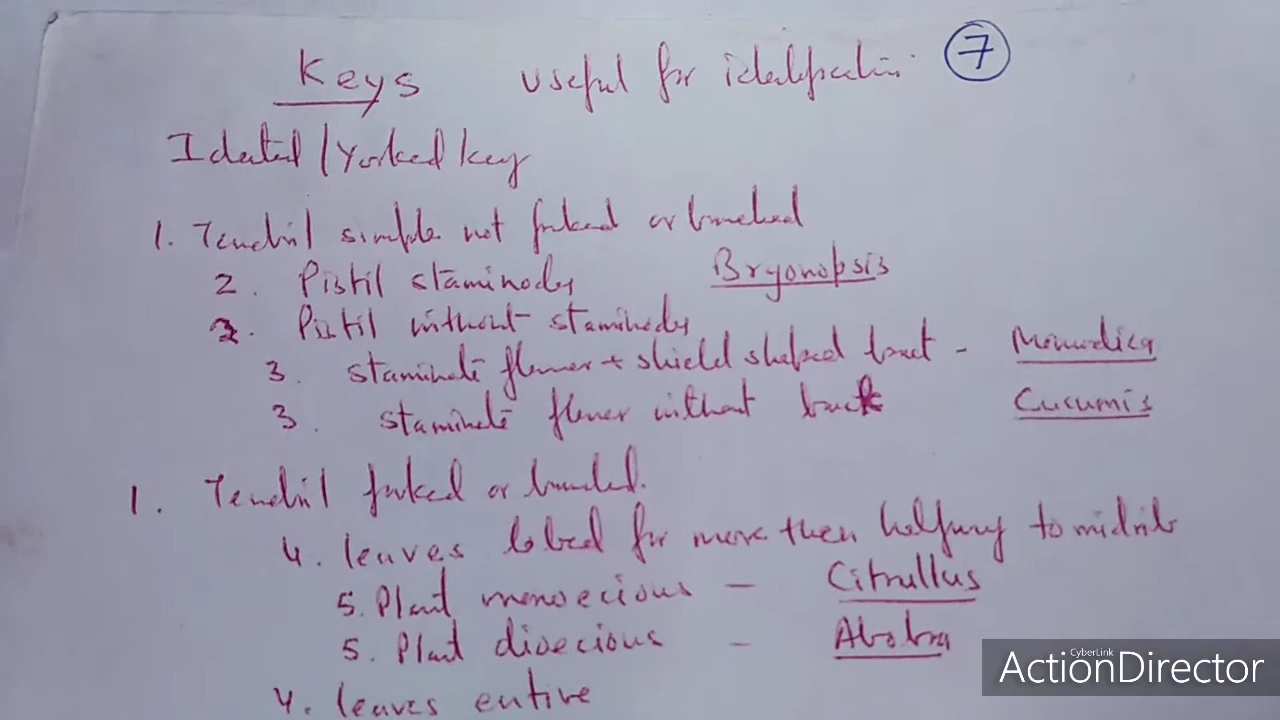 Keys useful for identification. 7
Idented / Yorked key
1. Tendril simple not forked or branched
2. Pistil staminodes Bryonopsis
2. Pistil without staminodes
3. staminate flower + shield shaped bract - Momordica
3. staminate flower without bract Cucumis
1. Tendril forked or branched.
4. leaves lobed for more then halfway to midrib
5. Plant monoecious - Citrullus
5. Plant dioecious - Abobra
4. leaves entire
CyberLink
ActionDirector